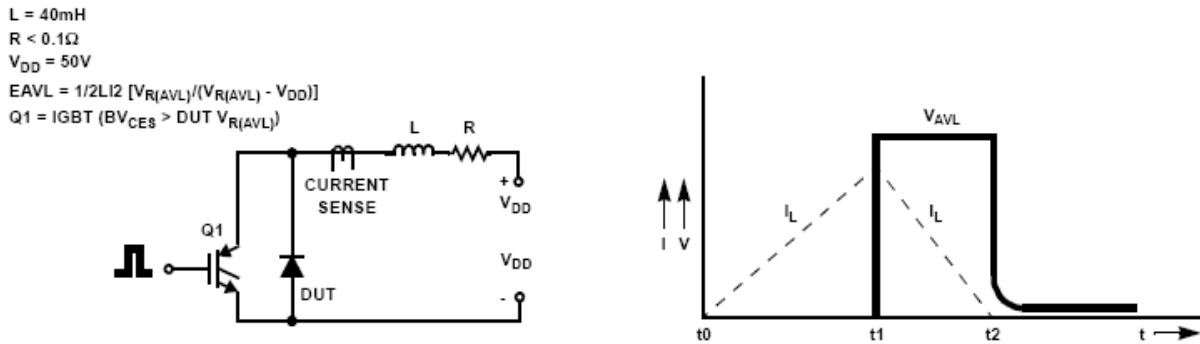 L = 40mH
R < 0.1Ω
VDD = 50V
EAVL = 1/2LI2 [VR(AVL)/(VR(AVL) - VDD)]
Q1 = IGBT (BVCES > DUT VR(AVL))
L
R
CURRENT
SENSE
+
VDD
Q1
VDD
DUT
-
VAVL
IL
IL
I V
t0
t1
t2
t